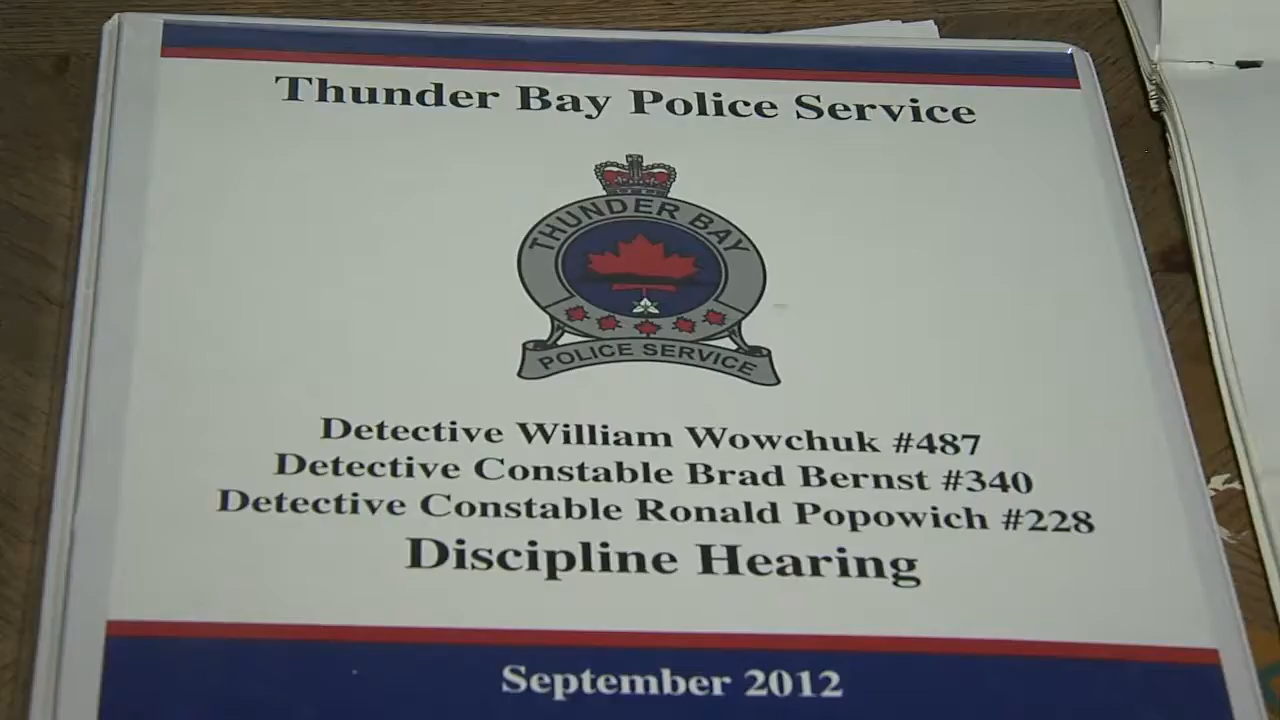 Thunder Bay Police Service
THUNDER BAY
POLICE SERVICE
Detective William Wowchuk #487
Detective Constable Brad Bernst #340
Detective Constable Ronald Popowich #228
Discipline Hearing
September 2012